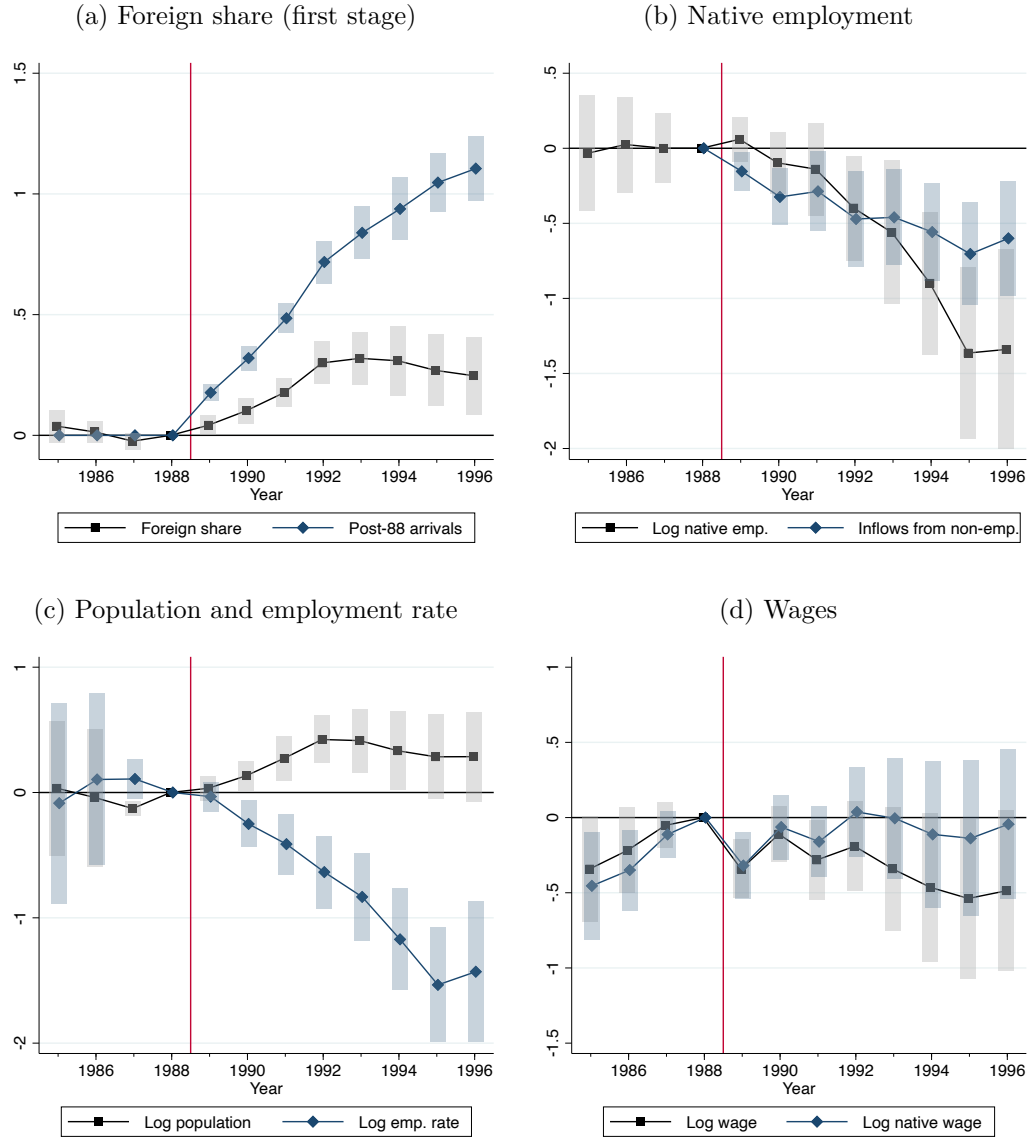 (a) Foreign share (first stage)
1.5
1
.5
0
1986 1988 1990 1992 1994 1996
Year
Foreign share Post-88 arrivals
(b) Native employment
.5
0
-.5
-1
-1.5
-2
1986 1988 1990 1992 1994 1996
Year
Log native emp. Inflows from non-emp.
(c) Population and employment rate
1
0
-1
-2
1986 1988 1990 1992 1994 1996
Year
Log population Log emp. rate
(d) Wages
1
.5
0
-.5
-1
-1.5
1986 1988 1990 1992 1994 1996
Year
Log wage Log native wage